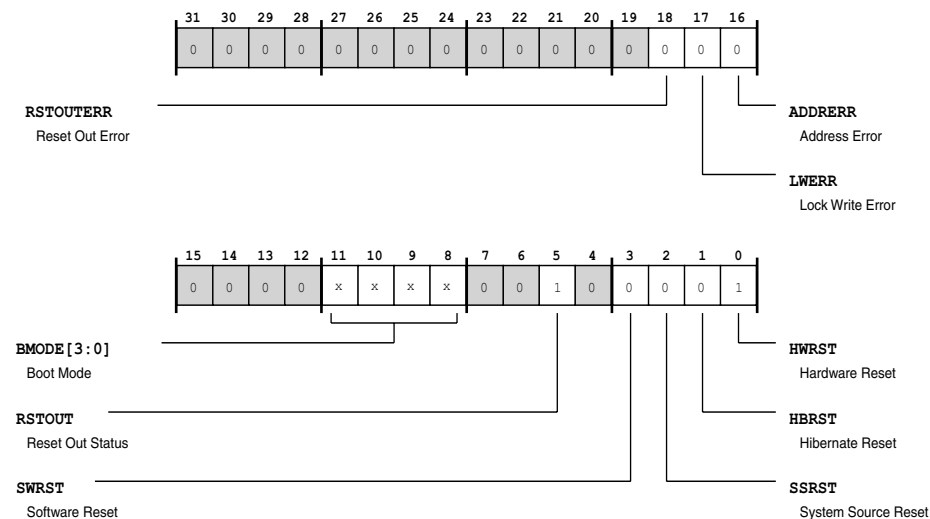 31 30 29 28 27 26 25 24 23 22 21 20 19 18 17 16
0 0 0 0 0 0 0 0 0 0 0 0 0 0 0 0
RSTOUTERR
Reset Out Error
ADDRERR
Address Error
LWERR
Lock Write Error
15 14 13 12 11 10 9 8 7 6 5 4 3 2 1 0
0 0 0 0 x x x x 0 0 1 0 0 0 0 1
BMODE[3:0]
Boot Mode
HWRST
Hardware Reset
RSTOUT
Reset Out Status
HBRST
Hibernate Reset
SWRST
Software Reset
SSRST
System Source Reset